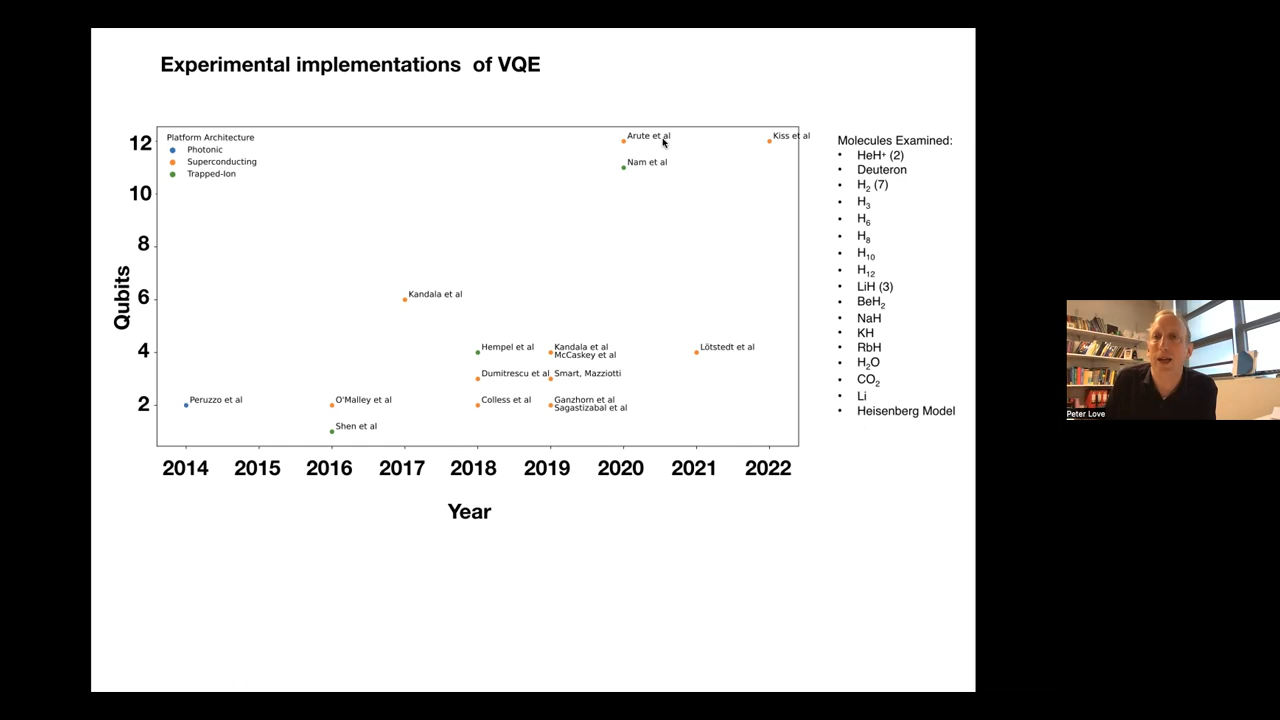 Experimental implementations of VQE
Platform Architecture
Photonic
Superconducting
Trapped-Ion
Qubits
12
10
8
6
4
2
Arute et al
Kiss et al
Nam et al
Kandala et al
Hempel et al
Kandala et al
McCaskey et al
Lötstedt et al
Dumitrescu et al
Smart, Mazziotti
Peruzzo et al
O'Malley et al
Colless et al
Ganzhorn et al
Sagastizabal et al
Shen et al
2014 2015 2016 2017 2018 2019 2020 2021 2022
Year
Molecules Examined:
• HeH⁺ (2)
• Deuteron
• H₂ (7)
• H₃
• H₆
• H₈
• H₁₀
• H₁₂
• LiH (3)
• BeH₂
• NaH
• KH
• RbH
• H₂O
• CO₂
• Li
• Heisenberg Model
Peter Love